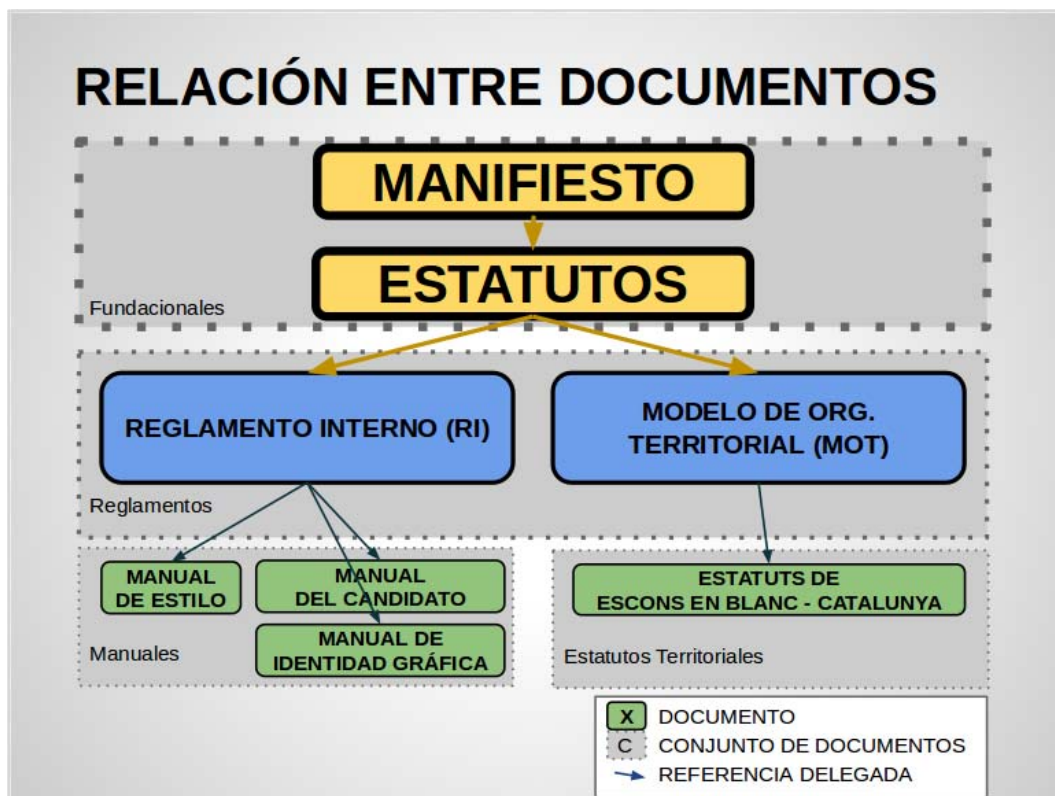 RELACIÓN ENTRE DOCUMENTOS
MANIFIESTO
ESTATUTOS
Fundacionales
REGLAMENTO INTERNO (RI)
MODELO DE ORG.
TERRITORIAL (MOT)
Reglamentos
MANUAL
DE ESTILO
MANUAL
DEL CANDIDATO
MANUAL DE
IDENTIDAD GRÁFICA
Manuales
ESTATUTS DE
ESCONS EN BLANC - CATALUNYA
Estatutos Territoriales
X DOCUMENTO
C CONJUNTO DE DOCUMENTOS
REFERENCIA DELEGADA